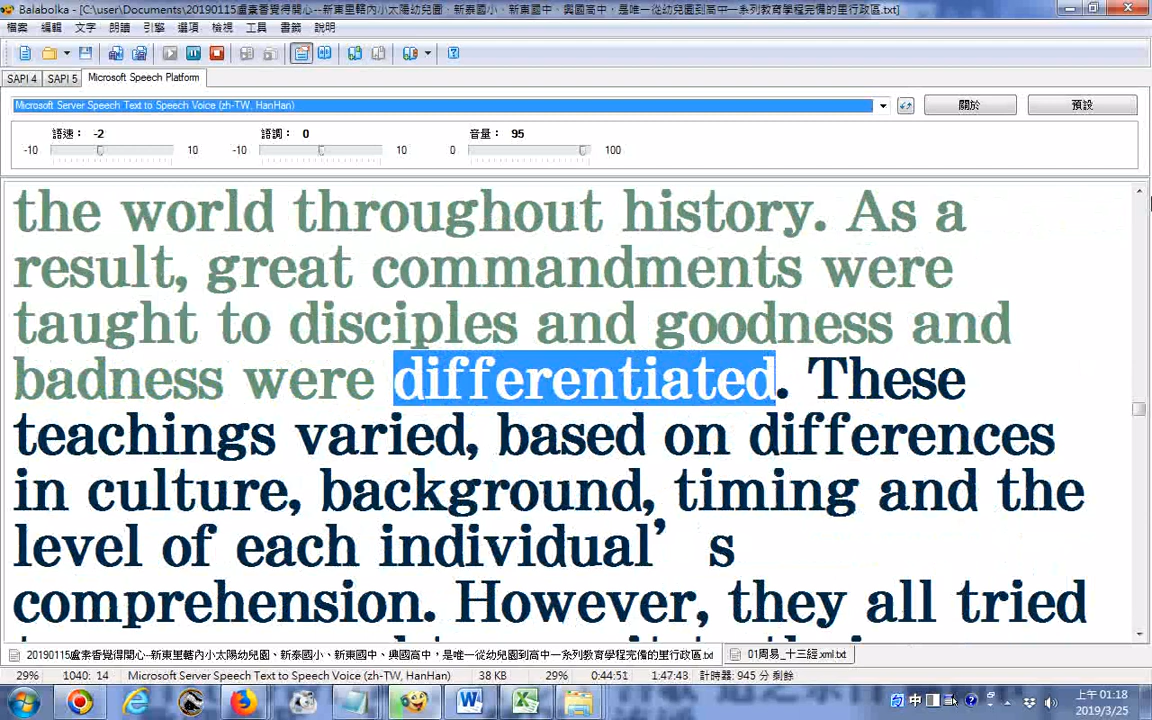 Balabolka - [C:\user\Documents\20190115盧素香覺得開心--新東里轄內小太陽幼兒園、新泰國小、新東國中、興國高中，是唯一從幼兒園到高中一系列教育學程完備的里行政區.txt]
檔案 編輯 文字 朗讀 引擎 選項 檢視 工具 書籤 說明
SAPI 4 SAPI 5 Microsoft Speech Platform
Microsoft Server Speech Text to Speech Voice (zh-TW, HanHan) 關於 預設
語速： -2 語調： 0 音量： 95
-10 10 -10 10 0 100
the world throughout history. As a
result, great commandments were
taught to disciples and goodness and
badness were differentiated. These
teachings varied, based on differences
in culture, background, timing and the
level of each individual’s
comprehension. However, they all tried
20190115盧素香覺得開心--新東里轄內小太陽幼兒園、新泰國小、新東國中、興國高中，是唯一從幼兒園到高中一系列教育學程完備的里行政區.txt 01周易_十三經.xml.txt
29% 1040: 14 Microsoft Server Speech Text to Speech Voice (zh-TW, HanHan) 38 KB 29% 0:44:51 1:47:48 計時器: 945 分 剩餘
中 上午 01:18
2019/3/25